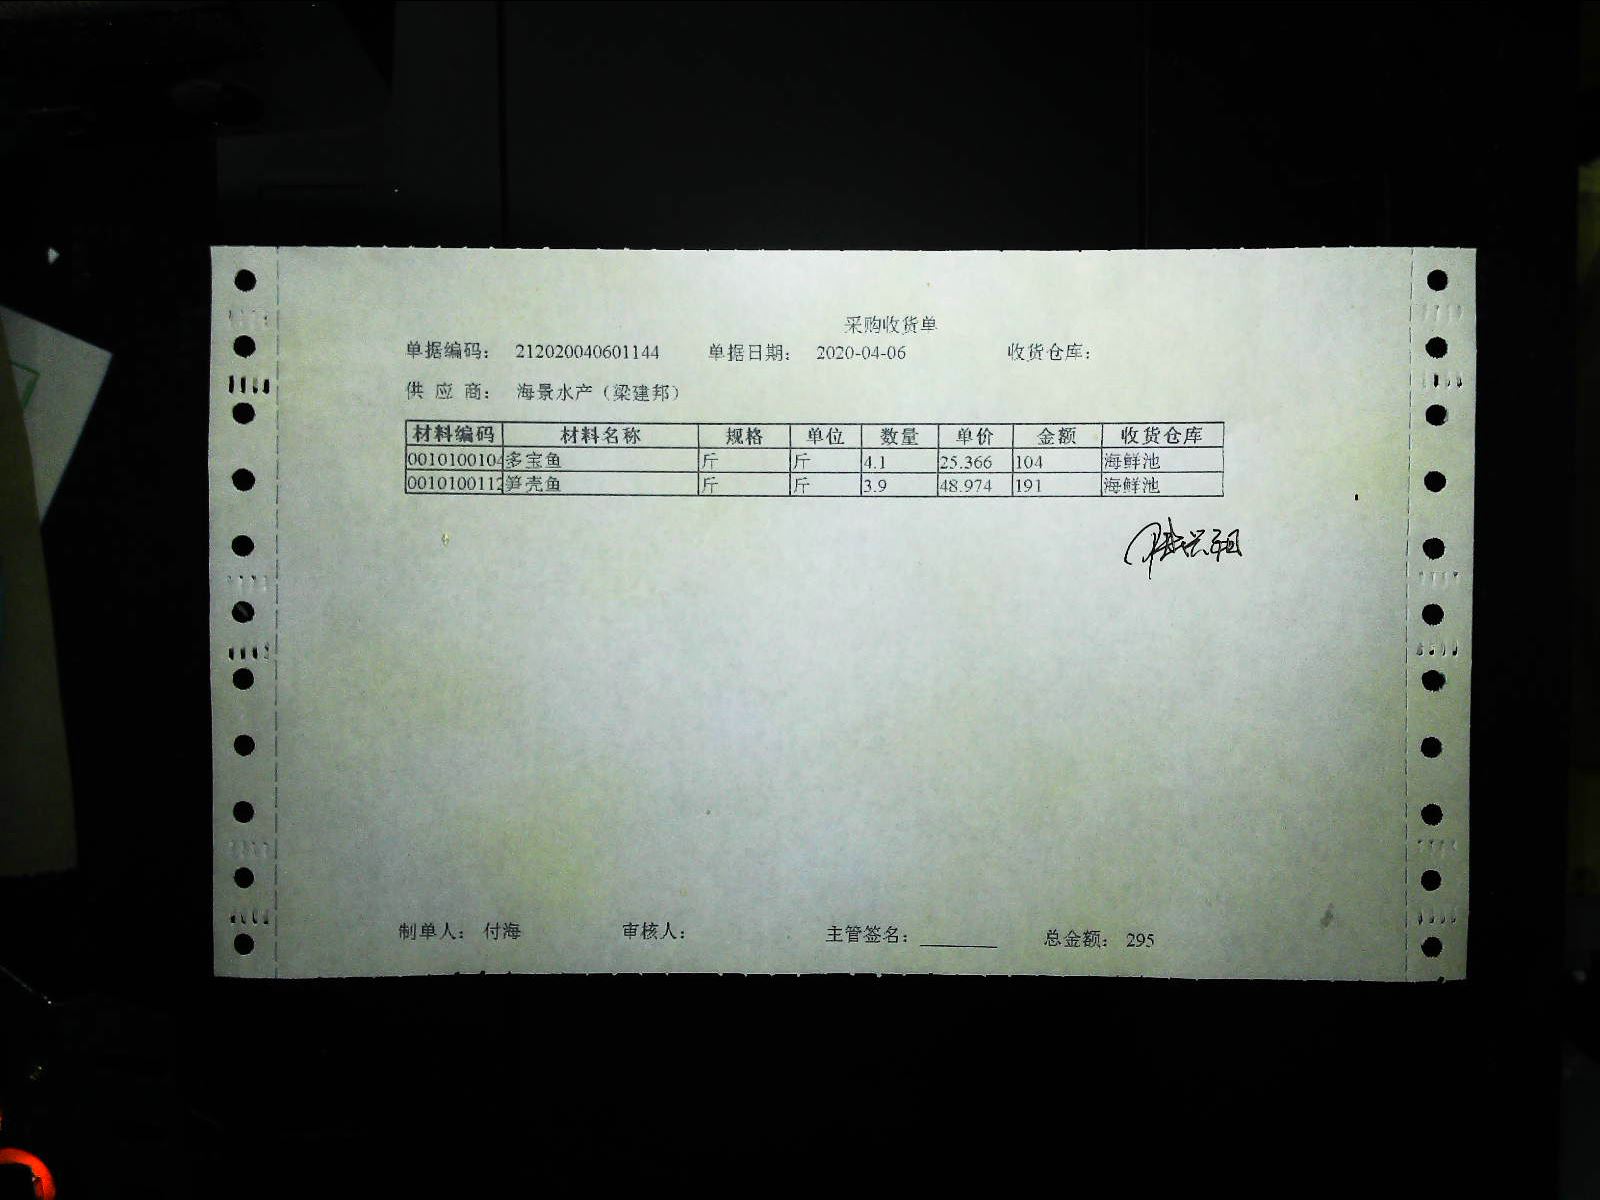 采购收货单
单据编码： 212020040601144 单据日期： 2020-04-06 收货仓库：
供 应 商： 海景水产（梁建邦）
材料编码 材料名称 规格 单位 数量 单价 金额 收货仓库
0010100104 多宝鱼 斤 斤 4.1 25.366 104 海鲜池
0010100112 笋壳鱼 斤 斤 3.9 48.974 191 海鲜池
制单人： 付海 审核人： 主管签名： 总金额： 295